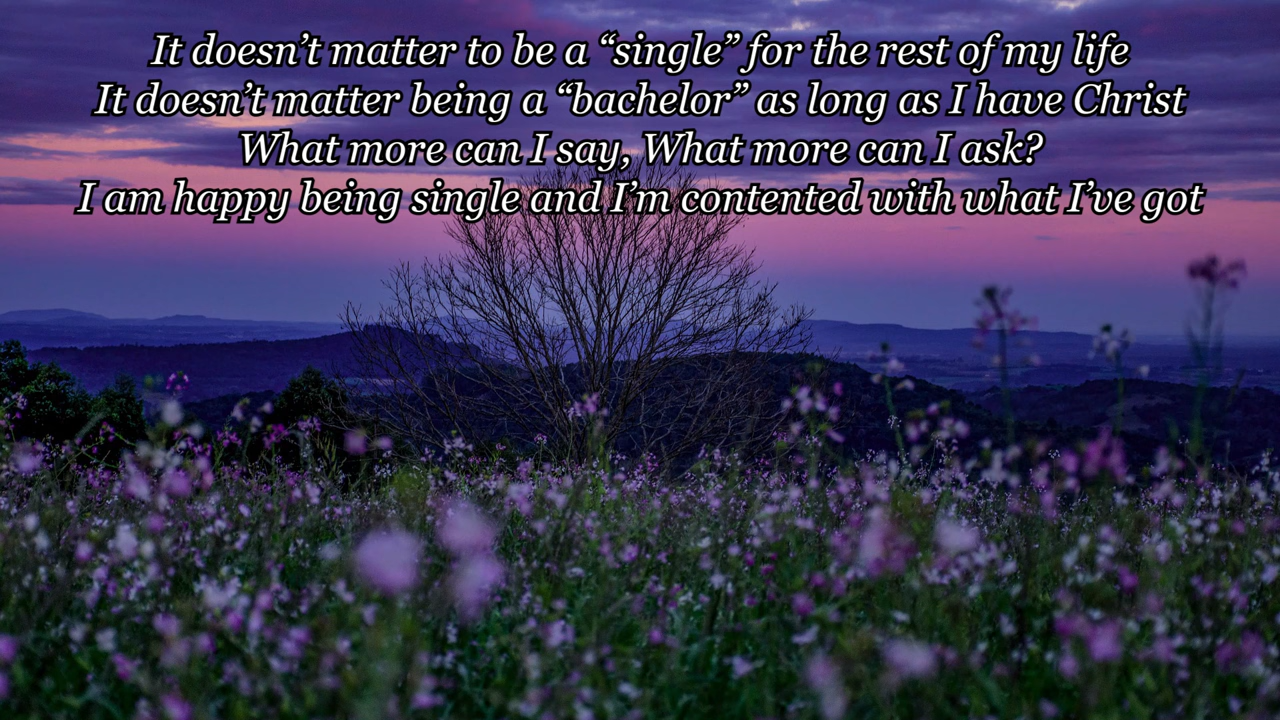 It doesn’t matter to be a “single” for the rest of my life
It doesn’t matter being a “bachelor” as long as I have Christ
What more can I say, What more can I ask?
I am happy being single and I’m contented with what I’ve got